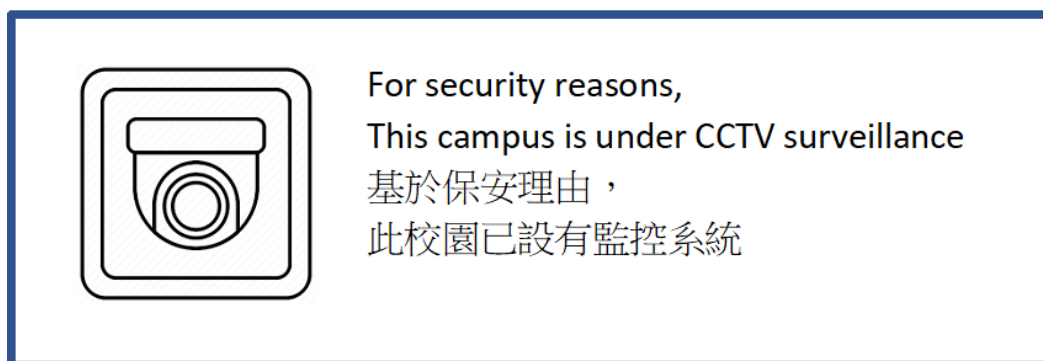 For security reasons,
This campus is under CCTV surveillance
基於保安理由，
此校園已設有監控系統